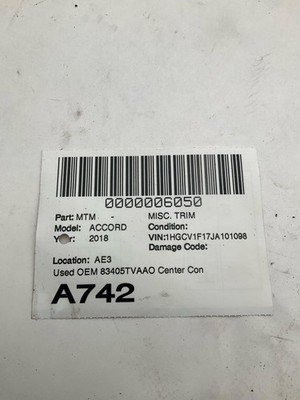 0000006050
Part: MTM - MISC. TRIM
Model: ACCORD Condition:
Year: 2018 VIN:1HGCV1F17JA101098
Damage Code:
Location: AE3
Used OEM 83405TVAAO Center Con
A742